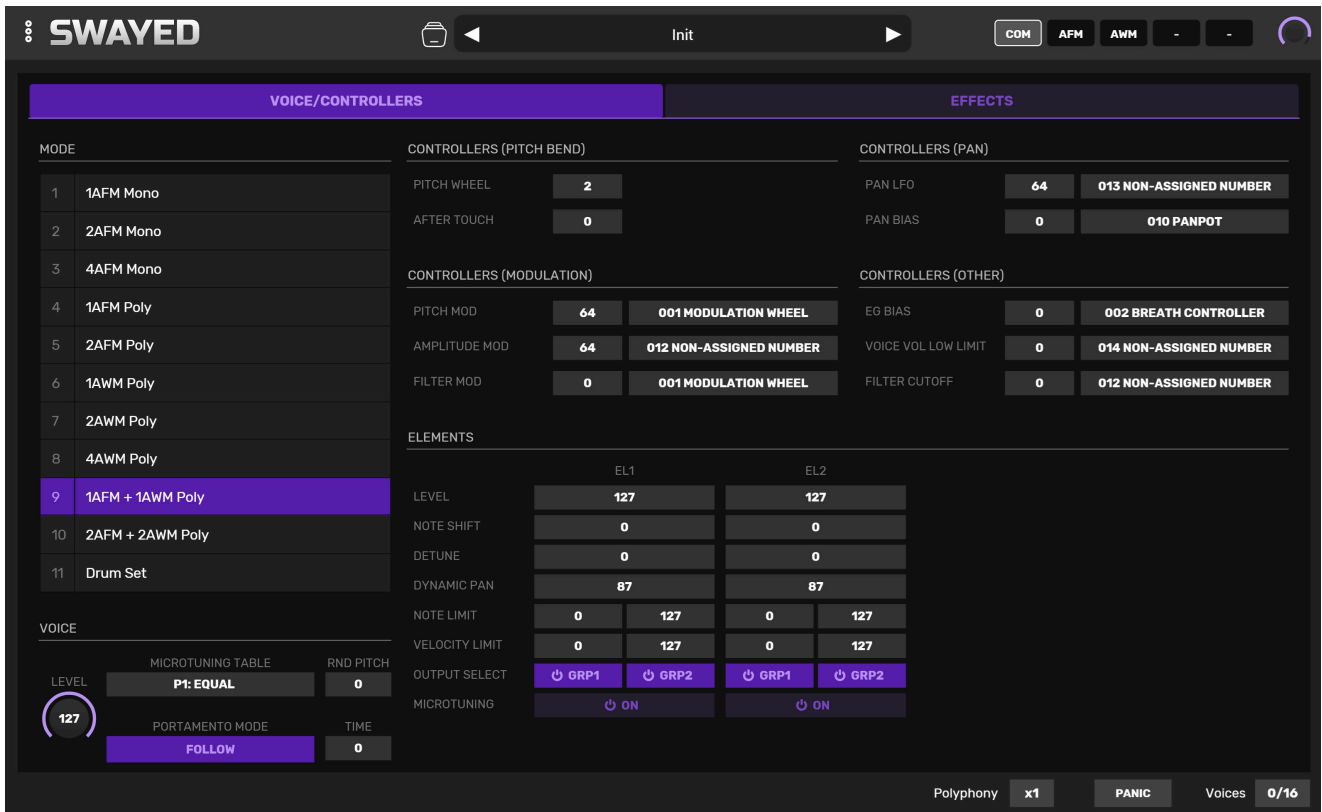 SWAYED
Init
COM AFM AWM - -
VOICE/CONTROLLERS
EFFECTS
MODE
1 1AFM Mono
2 2AFM Mono
3 4AFM Mono
4 1AFM Poly
5 2AFM Poly
6 1AWM Poly
7 2AWM Poly
8 4AWM Poly
9 1AFM + 1AWM Poly
10 2AFM + 2AWM Poly
11 Drum Set
VOICE
MICROTUNING TABLE RND PITCH
LEVEL P1: EQUAL 0
127
PORTAMENTO MODE TIME
FOLLOW 0
CONTROLLERS (PITCH BEND)
PITCH WHEEL 2
AFTER TOUCH 0
CONTROLLERS (MODULATION)
PITCH MOD 64 001 MODULATION WHEEL
AMPLITUDE MOD 64 012 NON-ASSIGNED NUMBER
FILTER MOD 0 001 MODULATION WHEEL
CONTROLLERS (PAN)
PAN LFO 64 013 NON-ASSIGNED NUMBER
PAN BIAS 0 010 PANPOT
CONTROLLERS (OTHER)
EG BIAS 0 002 BREATH CONTROLLER
VOICE VOL LOW LIMIT 0 014 NON-ASSIGNED NUMBER
FILTER CUTOFF 0 012 NON-ASSIGNED NUMBER
ELEMENTS
EL1 EL2
LEVEL 127 127
NOTE SHIFT 0 0
DETUNE 0 0
DYNAMIC PAN 87 87
NOTE LIMIT 0 127 0 127
VELOCITY LIMIT 0 127 0 127
OUTPUT SELECT GRP1 GRP2 GRP1 GRP2
MICROTUNING ON ON
Polyphony x1 PANIC Voices 0/16